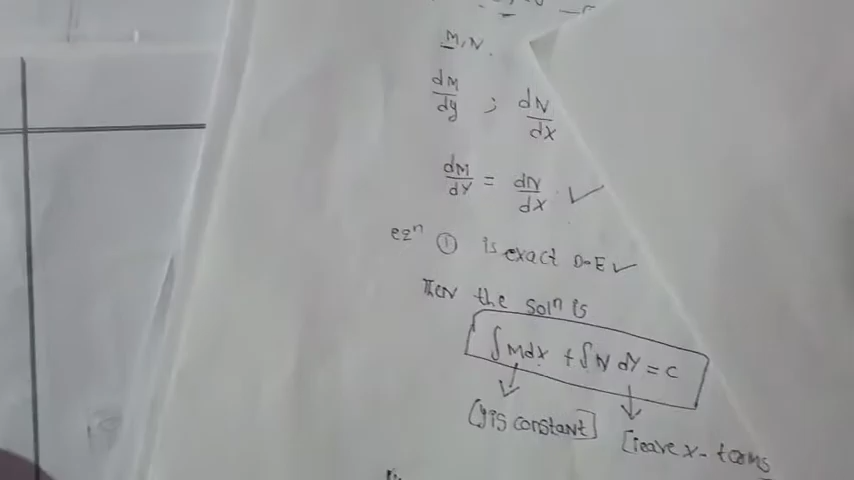 M, N.
dM/dy ; dN/dx
dM/dy = dN/dx ✓
eqⁿ ① is exact D-E ✓
Then the solⁿ is
∫Mdx + ∫N dy = c
[y is constant] [leave x- terms